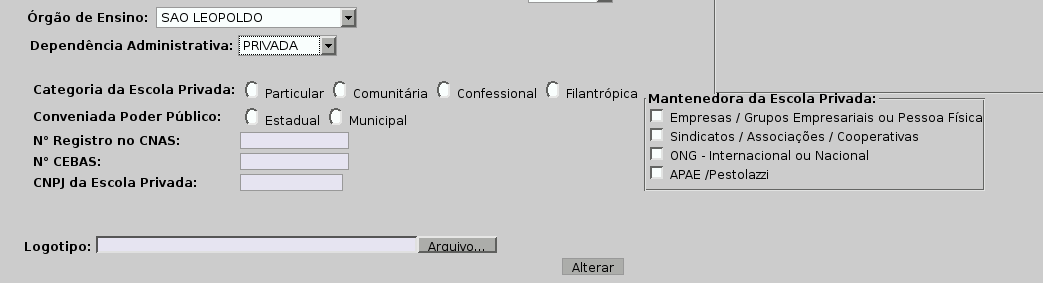 Órgão de Ensino: SAO LEOPOLDO
Dependência Administrativa: PRIVADA
Categoria da Escola Privada: Particular Comunitária Confessional Filantrópica
Conveniada Poder Público: Estadual Municipal
N° Registro no CNAS:
N° CEBAS:
CNPJ da Escola Privada:
Mantenedora da Escola Privada:
Empresas / Grupos Empresariais ou Pessoa Física
Sindicatos / Associações / Cooperativas
ONG - Internacional ou Nacional
APAE /Pestolazzi
Logotipo: Arquivo...
Alterar